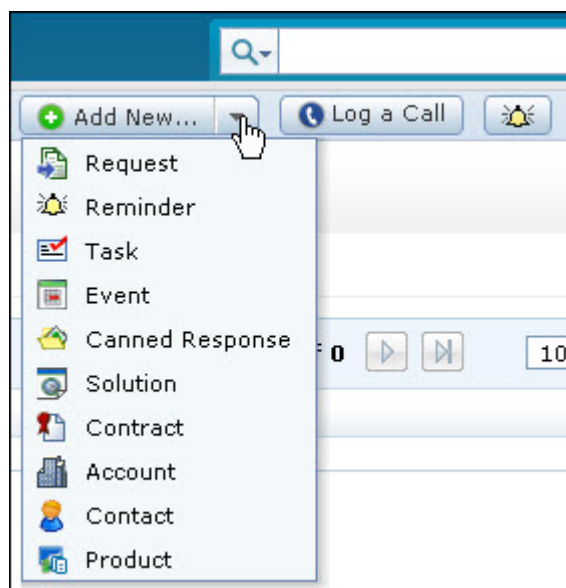 Add New...
Log a Call
Request
Reminder
Task
Event
Canned Response
0
10
Solution
Contract
Account
Contact
Product